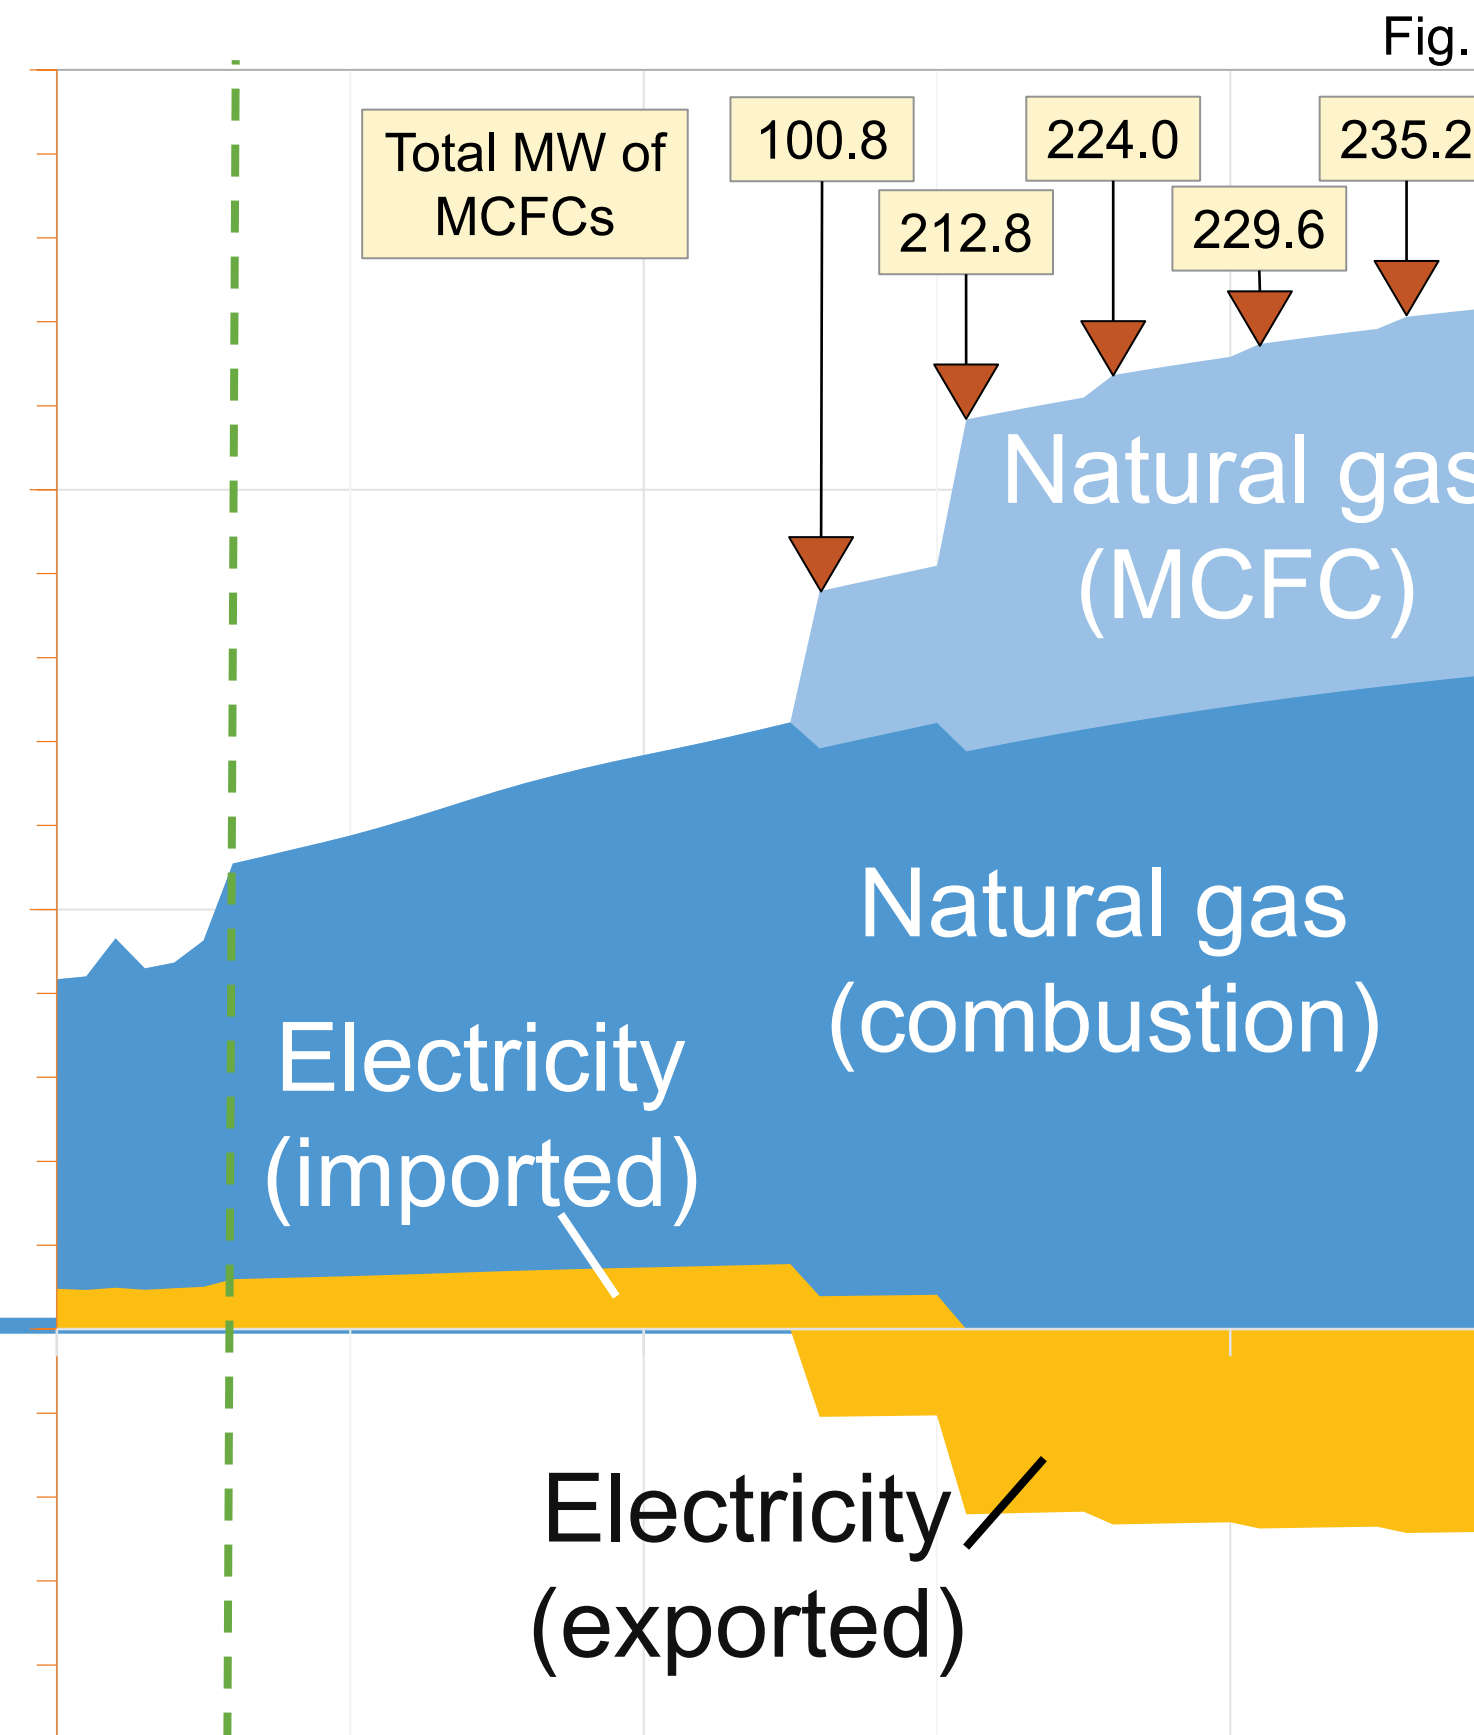 Fig.
Total MW of
MCFCs
100.8
212.8
224.0
229.6
235.2
Natural gas
(MCFC)
Natural gas
(combustion)
Electricity
(imported)
Electricity
(exported)